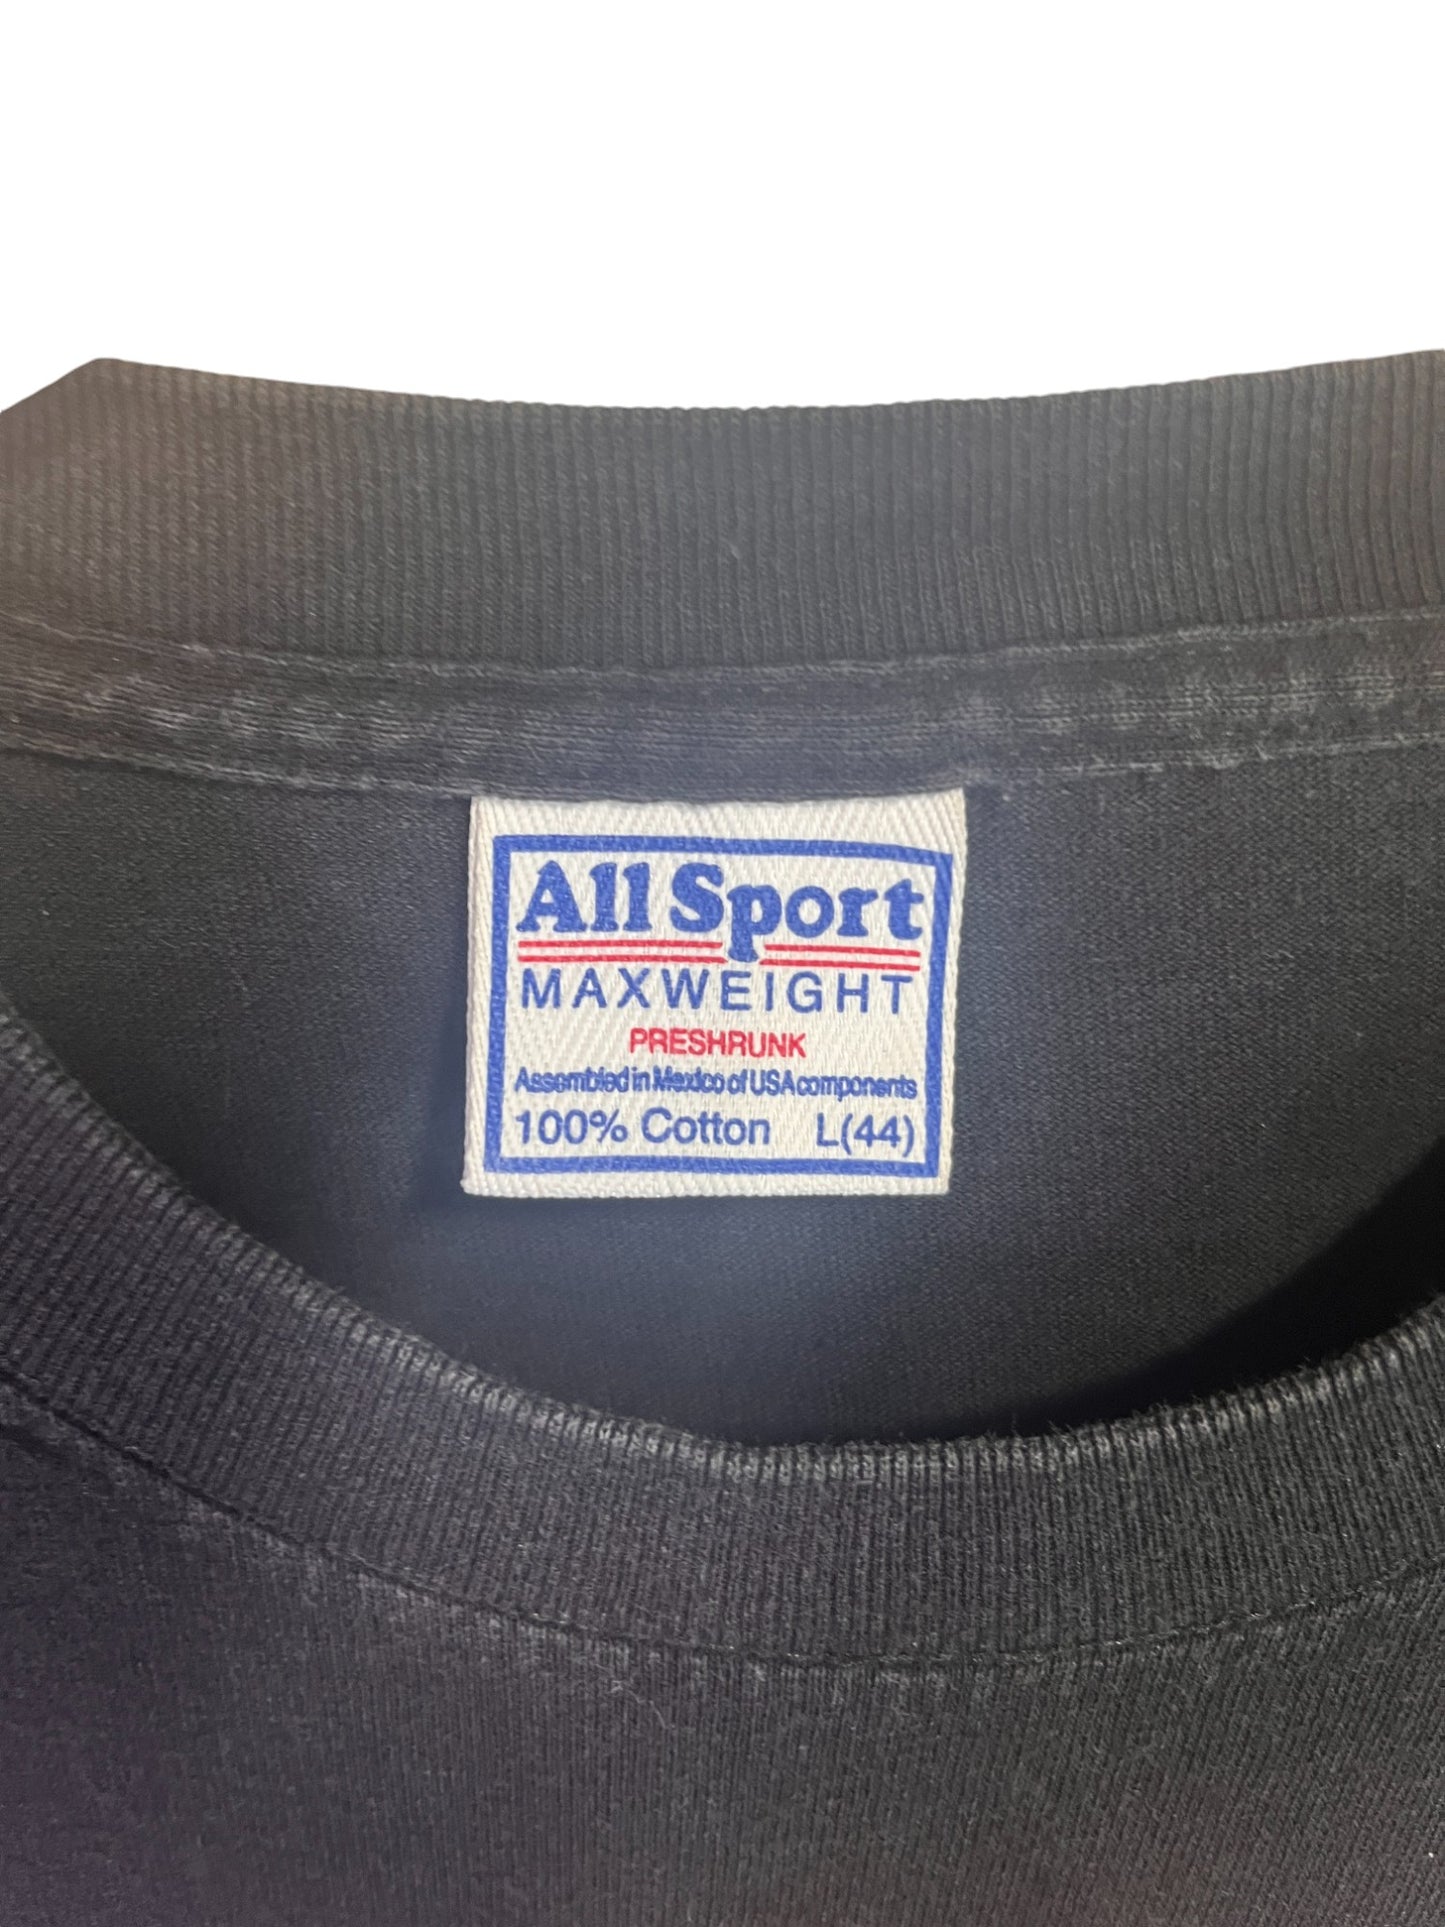 All Sport
MAXWEIGHT
PRESHRUNK
Assembled in Mexico of USA components
100% Cotton L(44)